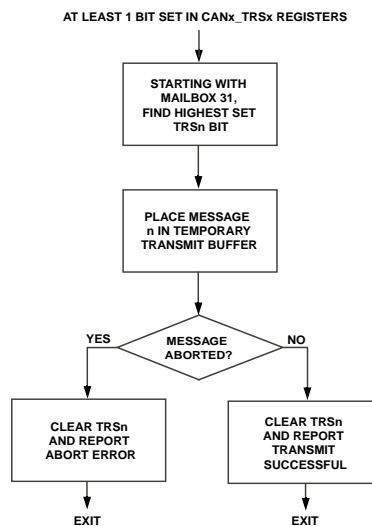 AT LEAST 1 BIT SET IN CANx_TRSx REGISTERS
STARTING WITH
MAILBOX 31,
FIND HIGHEST SET
TRSn BIT
PLACE MESSAGE
n IN TEMPORARY
TRANSMIT BUFFER
YES
MESSAGE
ABORTED?
NO
CLEAR TRSn
AND REPORT
ABORT ERROR
CLEAR TRSn
AND REPORT
TRANSMIT
SUCCESSFUL
EXIT
EXIT